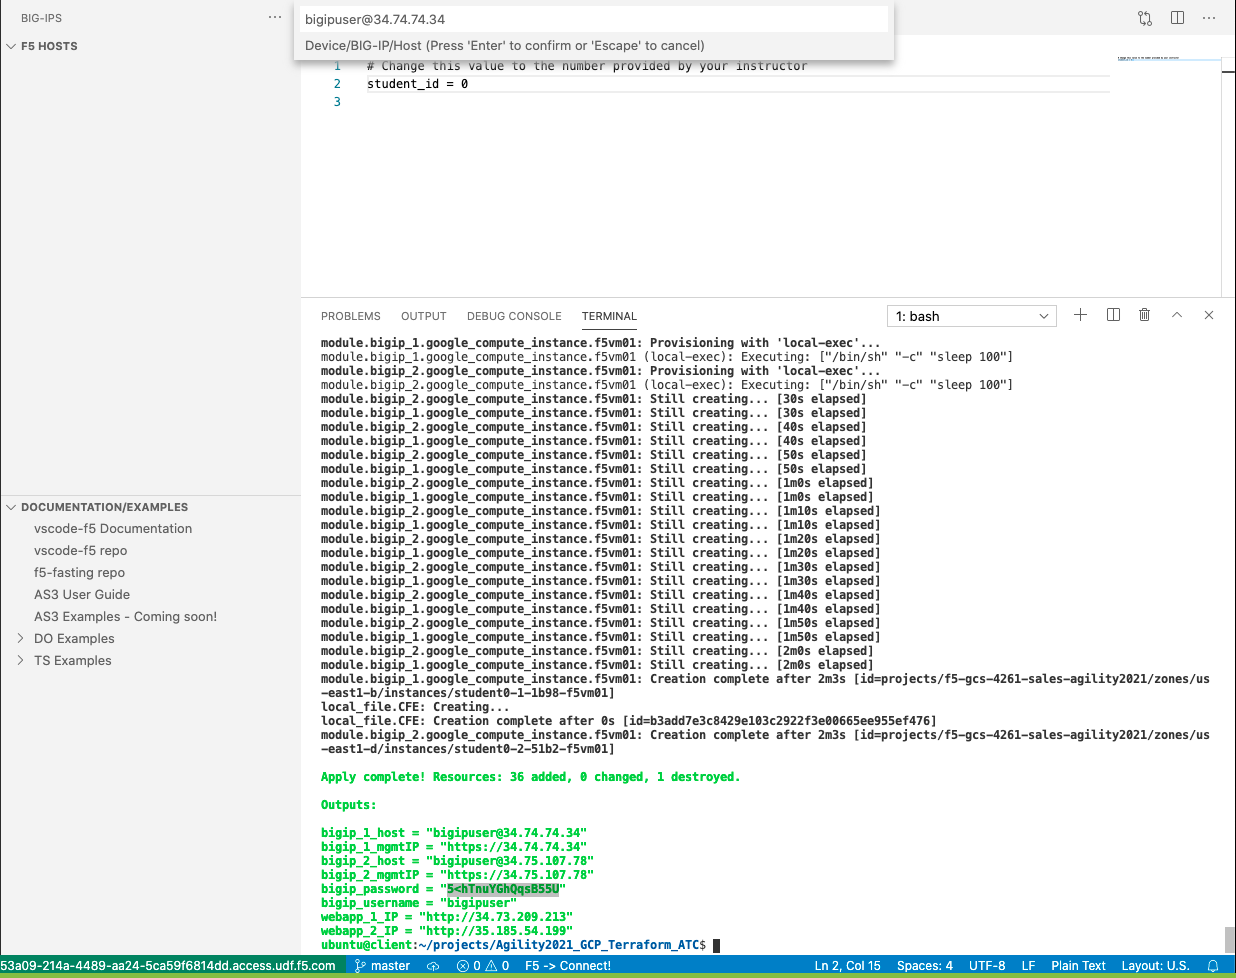 BIG-IPS
bigipuser@34.74.74.34
F5 HOSTS
Device/BIG-IP/Host (Press 'Enter' to confirm or 'Escape' to cancel)
1 # Change this value to the number provided by your instructor
2 student_id = 0
3
PROBLEMS OUTPUT DEBUG CONSOLE TERMINAL 1: bash
module.bigip_1.google_compute_instance.f5vm01: Provisioning with 'local-exec'...
module.bigip_1.google_compute_instance.f5vm01 (local-exec): Executing: ["/bin/sh" "-c" "sleep 100"]
module.bigip_2.google_compute_instance.f5vm01: Provisioning with 'local-exec'...
module.bigip_2.google_compute_instance.f5vm01 (local-exec): Executing: ["/bin/sh" "-c" "sleep 100"]
module.bigip_2.google_compute_instance.f5vm01: Still creating... [30s elapsed]
module.bigip_1.google_compute_instance.f5vm01: Still creating... [30s elapsed]
module.bigip_2.google_compute_instance.f5vm01: Still creating... [40s elapsed]
module.bigip_1.google_compute_instance.f5vm01: Still creating... [40s elapsed]
module.bigip_2.google_compute_instance.f5vm01: Still creating... [50s elapsed]
module.bigip_1.google_compute_instance.f5vm01: Still creating... [50s elapsed]
module.bigip_2.google_compute_instance.f5vm01: Still creating... [1m0s elapsed]
module.bigip_1.google_compute_instance.f5vm01: Still creating... [1m0s elapsed]
module.bigip_2.google_compute_instance.f5vm01: Still creating... [1m10s elapsed]
module.bigip_1.google_compute_instance.f5vm01: Still creating... [1m10s elapsed]
module.bigip_2.google_compute_instance.f5vm01: Still creating... [1m20s elapsed]
module.bigip_1.google_compute_instance.f5vm01: Still creating... [1m20s elapsed]
module.bigip_2.google_compute_instance.f5vm01: Still creating... [1m30s elapsed]
module.bigip_1.google_compute_instance.f5vm01: Still creating... [1m30s elapsed]
module.bigip_2.google_compute_instance.f5vm01: Still creating... [1m40s elapsed]
module.bigip_1.google_compute_instance.f5vm01: Still creating... [1m40s elapsed]
module.bigip_2.google_compute_instance.f5vm01: Still creating... [1m50s elapsed]
module.bigip_1.google_compute_instance.f5vm01: Still creating... [1m50s elapsed]
module.bigip_2.google_compute_instance.f5vm01: Still creating... [2m0s elapsed]
module.bigip_1.google_compute_instance.f5vm01: Still creating... [2m0s elapsed]
module.bigip_1.google_compute_instance.f5vm01: Creation complete after 2m3s [id=projects/f5-gcs-4261-sales-agility2021/zones/us
-east1-b/instances/student0-1-1b98-f5vm01]
local_file.CFE: Creating...
local_file.CFE: Creation complete after 0s [id=b3add7e3c8429e103c2922f3e00665ee955ef476]
module.bigip_2.google_compute_instance.f5vm01: Creation complete after 2m3s [id=projects/f5-gcs-4261-sales-agility2021/zones/us
-east1-d/instances/student0-2-51b2-f5vm01]
Apply complete! Resources: 36 added, 0 changed, 1 destroyed.
Outputs:
bigip_1_host = "bigipuser@34.74.74.34"
bigip_1_mgmtIP = "https://34.74.74.34"
bigip_2_host = "bigipuser@34.75.107.78"
bigip_2_mgmtIP = "https://34.75.107.78"
bigip_password = "5<hTnuYGhQqsB55U"
bigip_username = "bigipuser"
webapp_1_IP = "http://34.73.209.213"
webapp_2_IP = "http://35.185.54.199"
ubuntu@client:~/projects/Agility2021_GCP_Terraform_ATC$
DOCUMENTATION/EXAMPLES
vscode-f5 Documentation
vscode-f5 repo
f5-fasting repo
AS3 User Guide
AS3 Examples - Coming soon!
DO Examples
TS Examples
53a09-214a-4489-aa24-5ca59f6814dd.access.udf.f5.com master 0 0 F5 -> Connect! Ln 2, Col 15 Spaces: 4 UTF-8 LF Plain Text Layout: U.S.